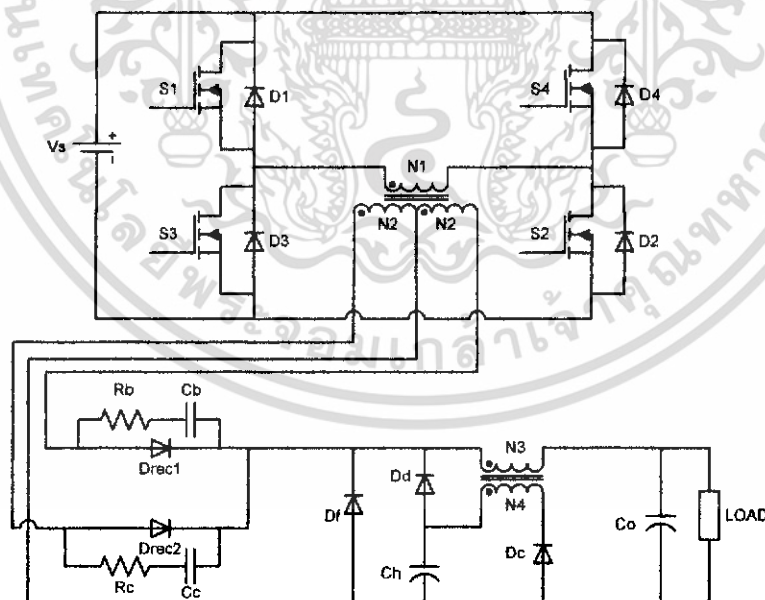 S1
D1
S4
D4
Vs
+
-
N1
N2
N2
S3
D3
S2
D2
Rb
Cb
Drec1
N3
Dd
N4
Df
Drec2
Dc
Co
LOAD
Ch
Rc
Cc